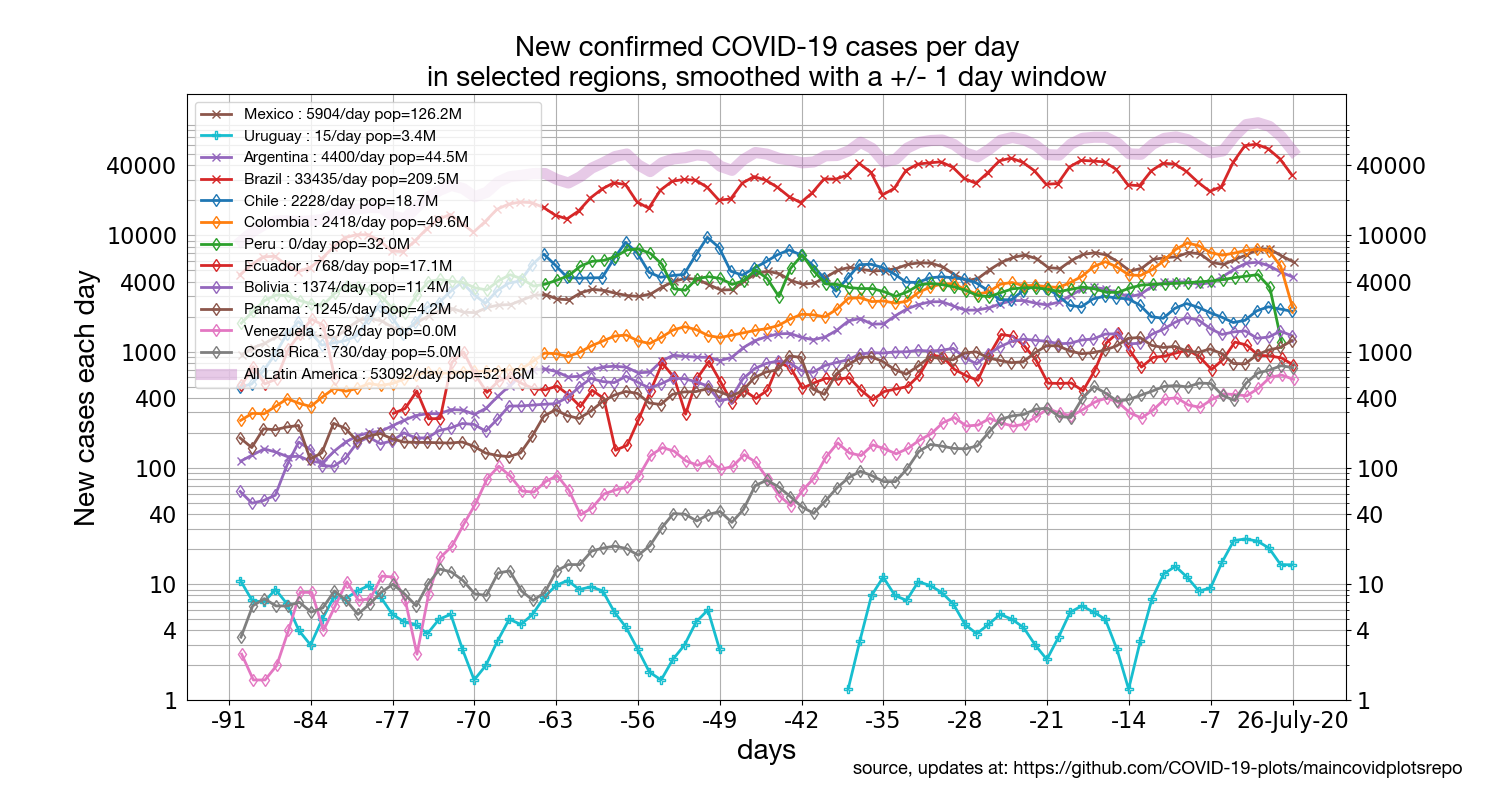 New confirmed COVID-19 cases per day
in selected regions, smoothed with a +/- 1 day window
New cases each day
40000
10000
4000
1000
400
100
40
10
4
1
Mexico : 5904/day pop=126.2M
Uruguay : 15/day pop=3.4M
Argentina : 4400/day pop=44.5M
Brazil : 33435/day pop=209.5M
Chile : 2228/day pop=18.7M
Colombia : 2418/day pop=49.6M
Peru : 0/day pop=32.0M
Ecuador : 768/day pop=17.1M
Bolivia : 1374/day pop=11.4M
Panama : 1245/day pop=4.2M
Venezuela : 578/day pop=0.0M
Costa Rica : 730/day pop=5.0M
All Latin America : 53092/day pop=521.6M
40000
10000
4000
1000
400
100
40
10
4
1
-91 -84 -77 -70 -63 -56 -49 -42 -35 -28 -21 -14 -7 26-July-20
days
source, updates at: https://github.com/COVID-19-plots/maincovidplotsrepo